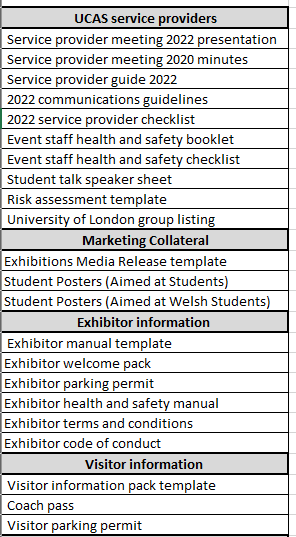 UCAS service providers
Service provider meeting 2022 presentation
Service provider meeting 2020 minutes
Service provider guide 2022
2022 communications guidelines
2022 service provider checklist
Event staff health and safety booklet
Event staff health and safety checklist
Student talk speaker sheet
Risk assessment template
University of London group listing
Marketing Collateral
Exhibitions Media Release template
Student Posters (Aimed at Students)
Student Posters (Aimed at Welsh Students)
Exhibitor information
Exhibitor manual template
Exhibitor welcome pack
Exhibitor parking permit
Exhibitor health and safety manual
Exhibitor terms and conditions
Exhibitor code of conduct
Visitor information
Visitor information pack template
Coach pass
Visitor parking permit